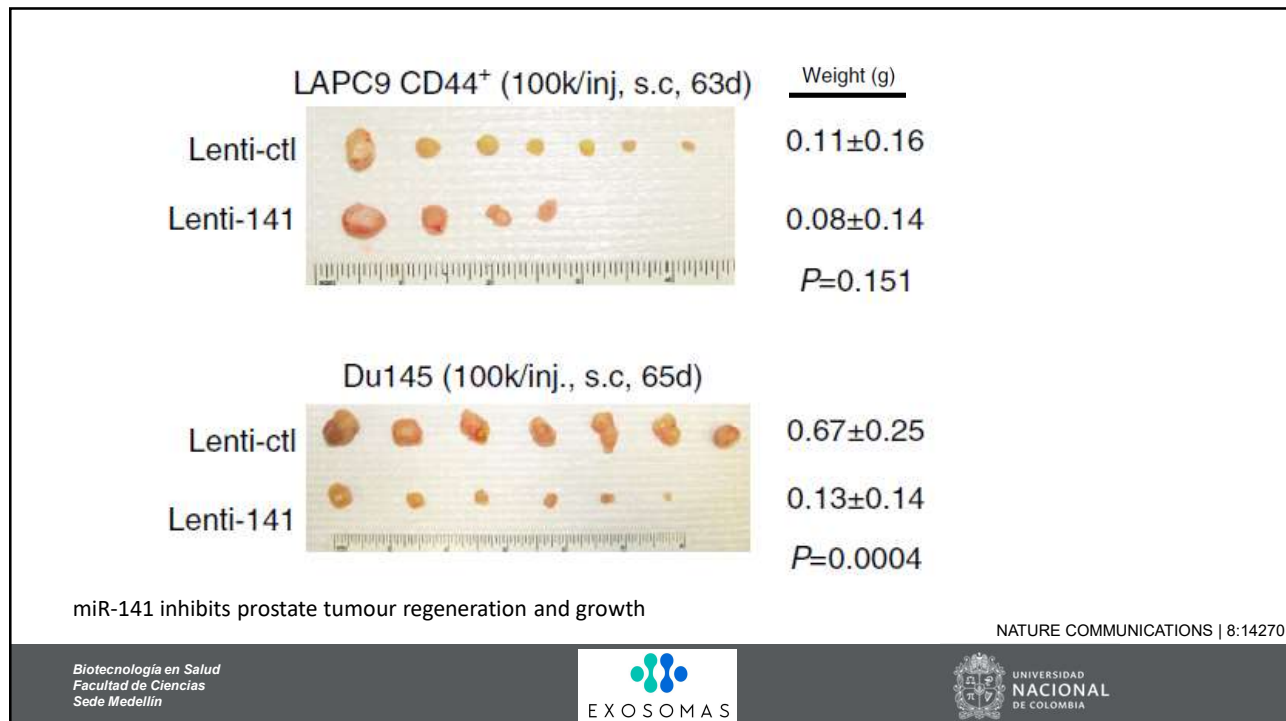 LAPC9 CD44⁺ (100k/inj, s.c, 63d)
Weight (g)
Lenti-ctl
0.11±0.16
Lenti-141
0.08±0.14
P=0.151
Du145 (100k/inj., s.c, 65d)
Lenti-ctl
0.67±0.25
Lenti-141
0.13±0.14
P=0.0004
miR-141 inhibits prostate tumour regeneration and growth
NATURE COMMUNICATIONS | 8:14270
Biotecnología en Salud
Facultad de Ciencias
Sede Medellín
EXOSOMAS
UNIVERSIDAD
NACIONAL
DE COLOMBIA